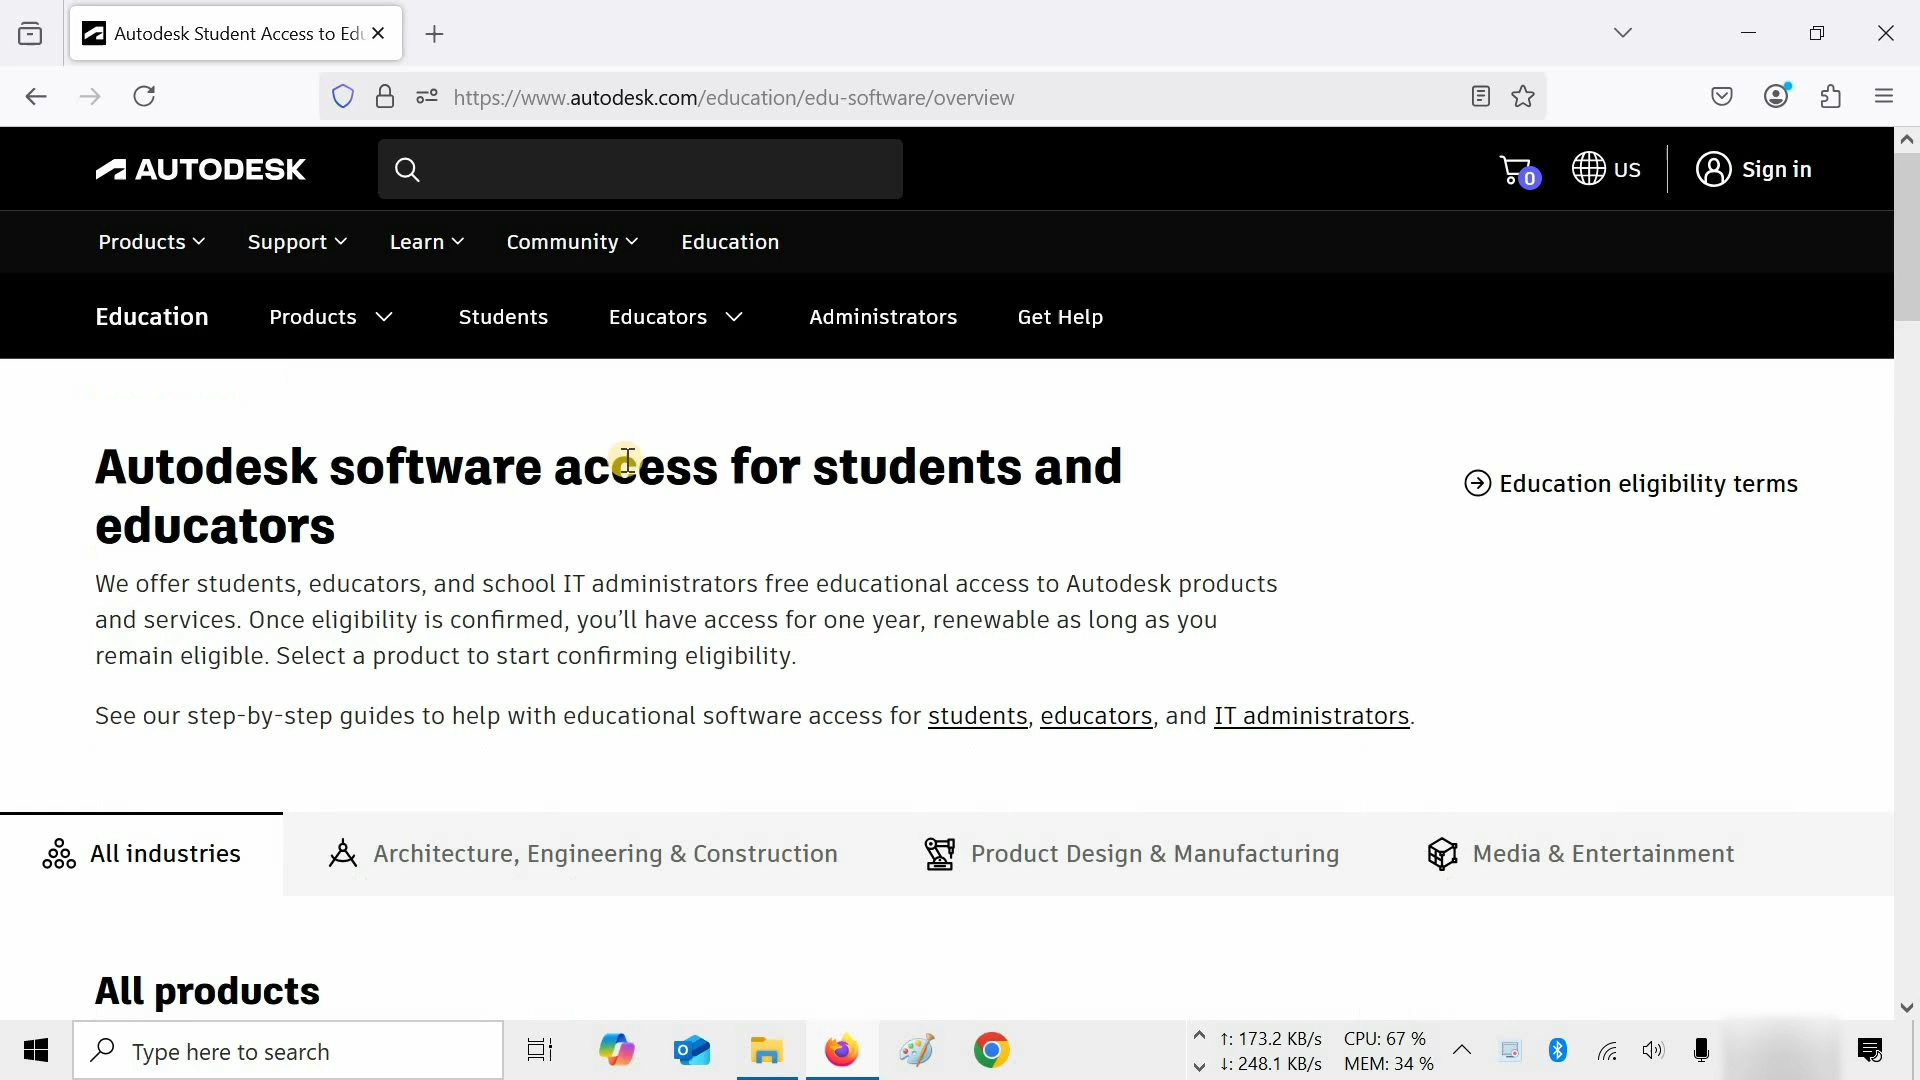 Autodesk Student Access to Edu
https://www.autodesk.com/education/edu-software/overview
AUTODESK
0
US
Sign in
Products
Support
Learn
Community
Education
Education
Products
Students
Educators
Administrators
Get Help
Autodesk software access for students and
educators
Education eligibility terms
We offer students, educators, and school IT administrators free educational access to Autodesk products
and services. Once eligibility is confirmed, you'll have access for one year, renewable as long as you
remain eligible. Select a product to start confirming eligibility.
See our step-by-step guides to help with educational software access for students, educators, and IT administrators.
All industries
Architecture, Engineering & Construction
Product Design & Manufacturing
Media & Entertainment
All products
Type here to search
↑: 173.2 KB/s
CPU: 67 %
↓: 248.1 KB/s
MEM: 34 %